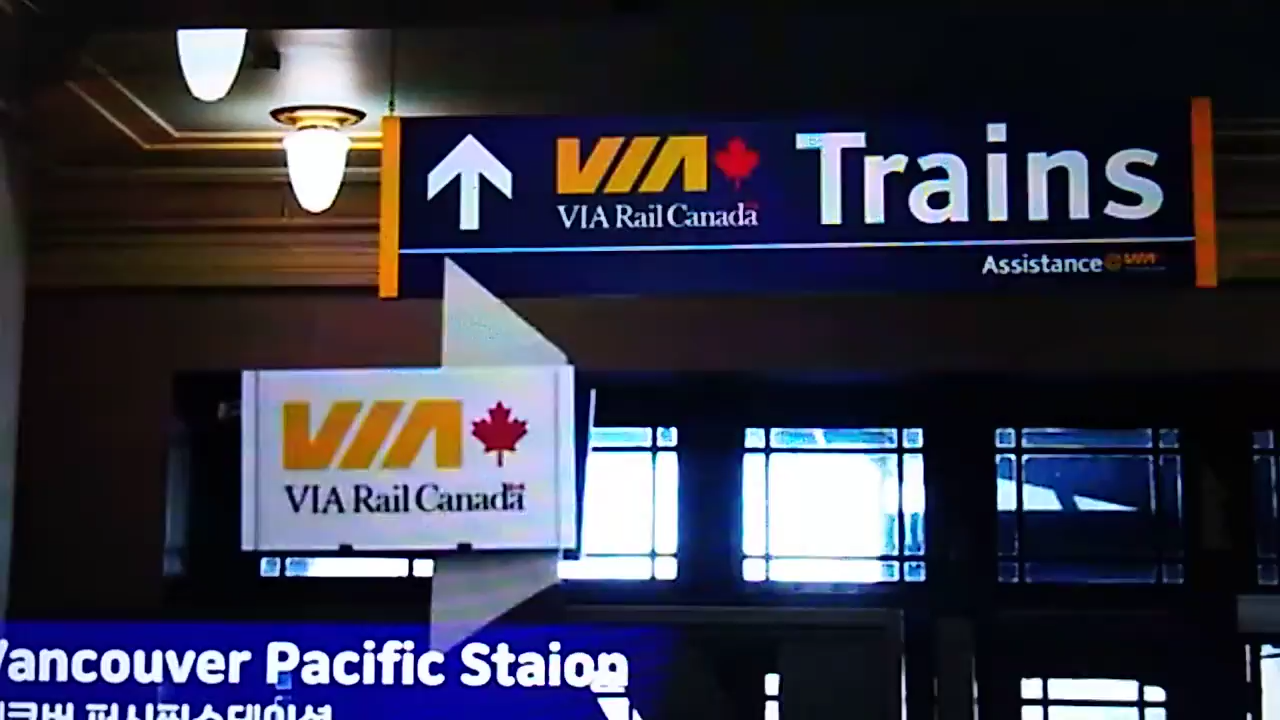 VIA
VIA Rail Canada
Trains
Assistance
VIA
VIA Rail Canada
Vancouver Pacific Staion